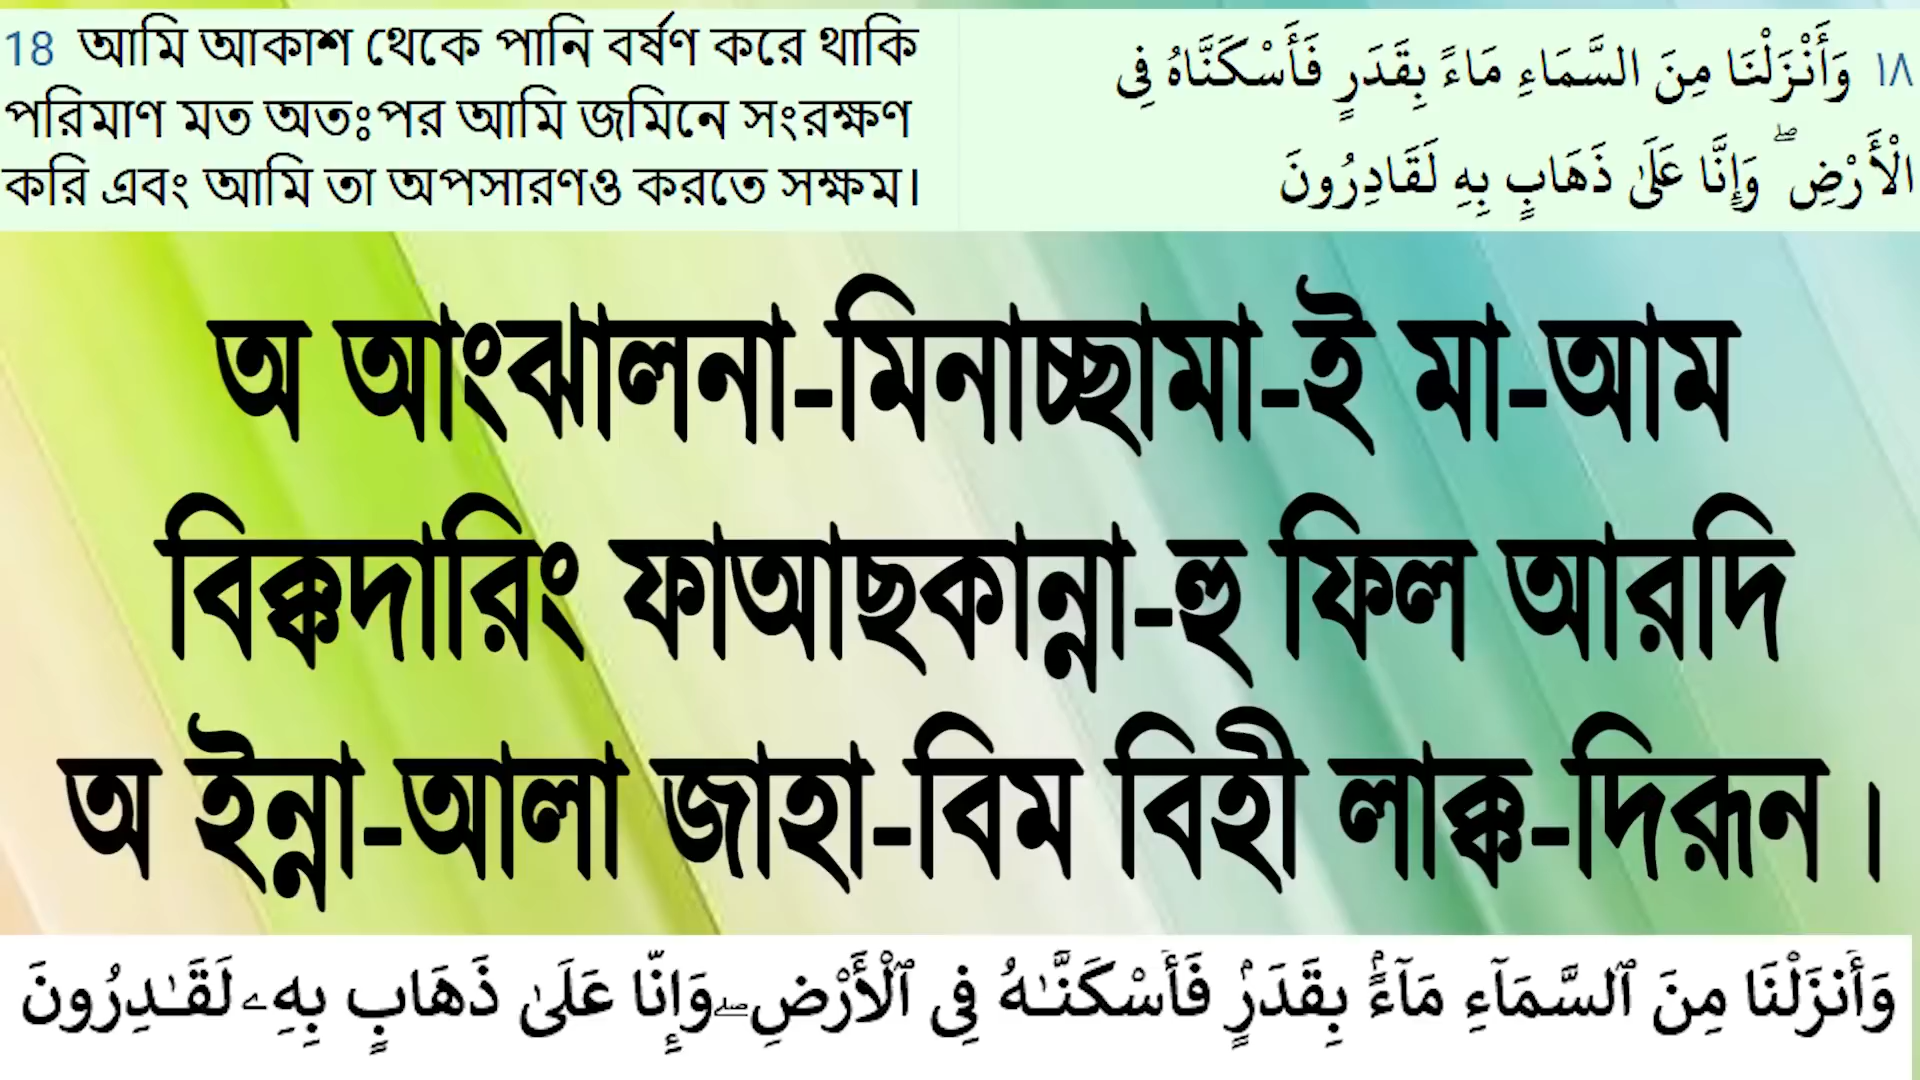 18 আমি আকাশ থেকে পানি বর্ষণ করে থাকি
পরিমাণ মত অতঃপর আমি জমিনে সংরক্ষণ
করি এবং আমি তা অপসারণও করতে সক্ষম।
١٨ وَأَنْزَلْنَا مِنَ السَّمَاءِ مَاءً بِقَدَرٍ فَأَسْكَنَّاهُ فِى
الْأَرْضِ ۖ وَإِنَّا عَلَىٰ ذَهَابٍ بِهِ لَقَادِرُونَ
অ আংঝালনা-মিনাচ্ছামা-ই মা-আম
বিক্কদারিং ফাআছকান্না-হু ফিল আরদি
অ ইন্না-আলা জাহা-বিম বিহী লাক্ক-দিরূন।
وَأَنزَلْنَا مِنَ ٱلسَّمَآءِ مَآءًۢ بِقَدَرٍۢ فَأَسْكَنَّـٰهُ فِى ٱلْأَرْضِ ۖ وَإِنَّا عَلَىٰ ذَهَابٍۭ بِهِۦ لَقَـٰدِرُونَ